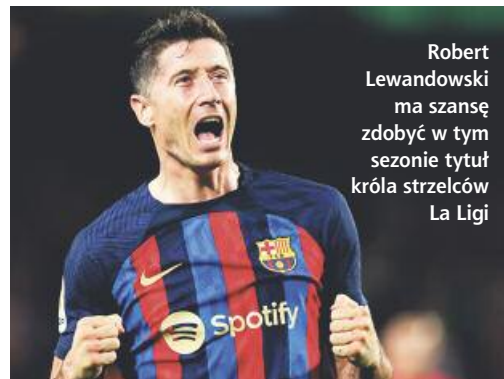 Robert
Lewandowski
ma szansę
zdobyć w tym
sezonie tytuł
króla strzelców
La Ligi
Spotify